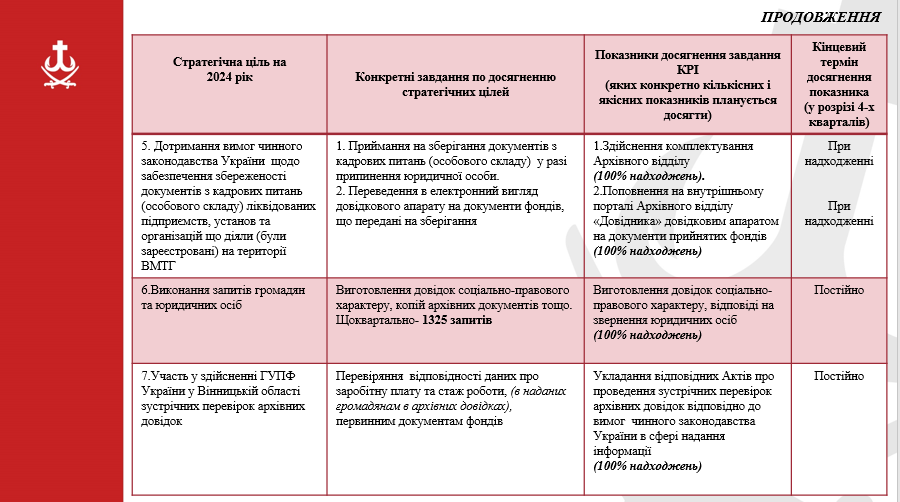 ПРОДОВЖЕННЯ
Стратегічна ціль на
2024 рік
Конкретні завдання по досягненню
стратегічних цілей
Показники досягнення завдання
КРІ
(яких конкретно кількісних і
якісних показників планується
досягти)
Кінцевий
термін
досягнення
показника
(у розрізі 4-х
кварталів)
5. Дотримання вимог чинного
законодавства України щодо
забезпечення збереженості
документів з кадрових питань
(особового складу) ліквідованих
підприємств, установ та
організацій що діяли (були
зареєстровані) на території
ВМТГ
1. Приймання на зберігання документів з
кадрових питань (особового складу) у разі
припинення юридичної особи.
2. Переведення в електронний вигляд
довідкового апарату на документи фондів,
що передані на зберігання
1.Здійснення комплектування
Архівного відділу
(100% надходжень).
2.Поповнення на внутрішньому
порталі Архівного відділу
«Довідника» довідковим апаратом
на документи прийнятих фондів
(100% надходжень)
При
надходженні
При
надходженні
6.Виконання запитів громадян
та юридичних осіб
Виготовлення довідок соціально-правового
характеру, копій архівних документів тощо.
Щоквартально- 1325 запитів
Виготовлення довідок соціально-
правового характеру, відповіді на
звернення юридичних осіб
(100% надходжень)
Постійно
7.Участь у здійсненні ГУПФ
України у Вінницькій області
зустрічних перевірок архівних
довідок
Перевіряння відповідності даних про
заробітну плату та стаж роботи, (в наданих
громадянам в архівних довідках),
первинним документам фондів
Укладання відповідних Актів про
проведення зустрічних перевірок
архівних довідок відповідно до
вимог чинного законодавства
України в сфері надання
інформації
(100% надходжень)
Постійно